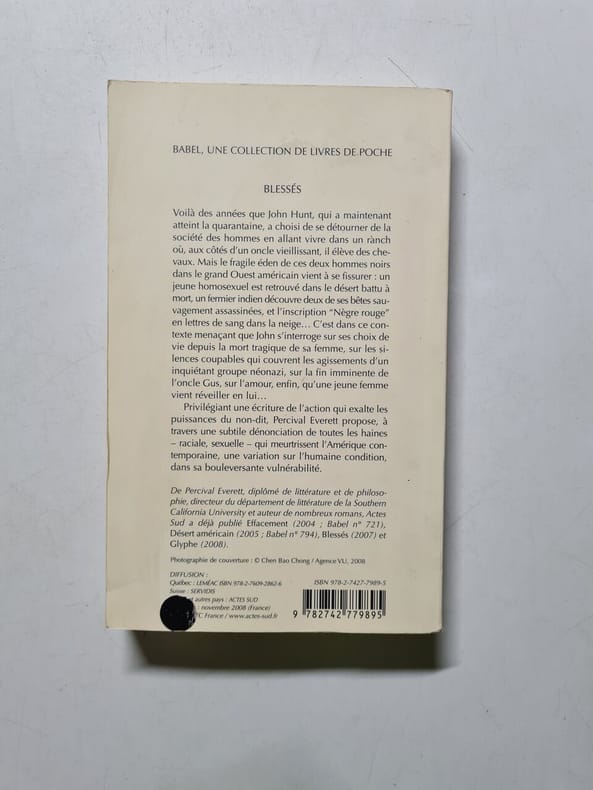 BABEL, UNE COLLECTION DE LIVRES DE POCHE
BLESSÉS
Voilà des années que John Hunt, qui a maintenant
atteint la quarantaine, a choisi de se détourner de la
société des hommes en allant vivre dans un ranch
où, aux côtés d'un oncle vieillissant, il élève des che-
vaux. Mais le fragile éden de ces deux hommes noirs
dans le grand Ouest américain vient à se fissurer : un
jeune homosexuel est retrouvé dans le désert battu à
mort, un fermier indien découvre deux de ses bêtes sau-
vagement assassinées, et l'inscription “Nègre rouge”
en lettres de sang dans la neige... C'est dans ce con-
texte menaçant que John s'interroge sur ses choix de
vie depuis la mort tragique de sa femme, sur les si-
lences coupables qui couvrent les agissements d'un
inquiétant groupe néonazi, sur la fin imminente de
l'oncle Gus, sur l'amour, enfin, qu'une jeune femme
vient réveiller en lui...
Privilégiant une écriture de l'action qui exalte les
puissances du non-dit, Percival Everett propose, à
travers une subtile dénonciation de toutes les haines
– raciale, sexuelle – qui meurtrissent l'Amérique con-
temporaine, une variation sur l'humaine condition,
dans sa bouleversante vulnérabilité.
De Percival Everett, diplômé de littérature et de philoso-
phie, directeur du département de littérature de la Southern
California University et auteur de nombreux romans, Actes
Sud a déjà publié Effacement (2004 ; Babel n° 721),
Désert américain (2005 ; Babel n° 794), Blessés (2007) et
Glyphe (2008).
Photographie de couverture : © Chen Bao Chong / Agence VU, 2008
DIFFUSION :
Québec : LEMÉAC ISBN 978-2-7609-2862-6
Suisse : SERVIDIS
et autres pays : ACTES SUD
: novembre 2008 (France)
France / www.actes-sud.fr
ISBN 978-2-7427-7989-5
9 782742 779895